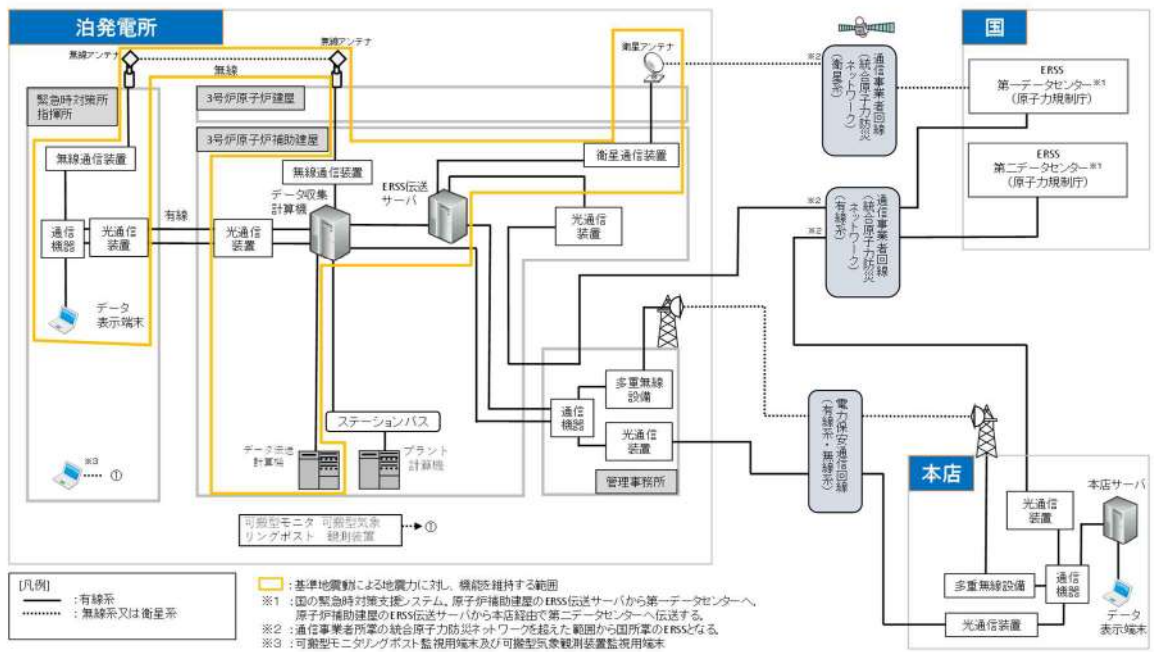 泊発電所
無線アンテナ
無線アンテナ
無線
衛星アンテナ
緊急時対策所
指揮所
3号炉原子炉建屋
3号炉原子炉補助建屋
無線通信装置
無線通信装置
衛星通信装置
データ収集
計算機
ERSS伝送
サーバ
有線
通信
機器
光通信
装置
光通信
装置
光通信
装置
データ
表示端末
ステーションバス
データ伝送
計算機
プラント
計算機
※3
①
可搬型モニタ
リングポスト
可搬型気象
観測装置
①
多重無線
設備
通信
機器
光通信
装置
管理事務所
※2
通信事業者回線
(統合原子力防災
ネットワーク)
(衛星系)
※2
※2
通信事業者回線
(統合原子力防災
ネットワーク)
(有線系)
電力保安通信回線
(有線系・無線系)
国
ERSS
第一データセンター※1
(原子力規制庁)
ERSS
第二データセンター※1
(原子力規制庁)
本店
本店サーバ
光通信
装置
多重無線設備
通信
機器
光通信装置
データ
表示端末
[凡例]
:有線系
:無線系又は衛星系
:基準地震動による地震力に対し、機能を維持する範囲
※1 :国の緊急時対策支援システム。原子炉補助建屋のERSS伝送サーバから第一データセンターへ、
原子炉補助建屋のERSS伝送サーバから本店経由で第二データセンターへ伝送する。
※2 :通信事業者所掌の統合原子力防災ネットワークを超えた範囲から国所掌のERSSとなる。
※3 :可搬型モニタリングポスト監視用端末及び可搬型気象観測装置監視用端末